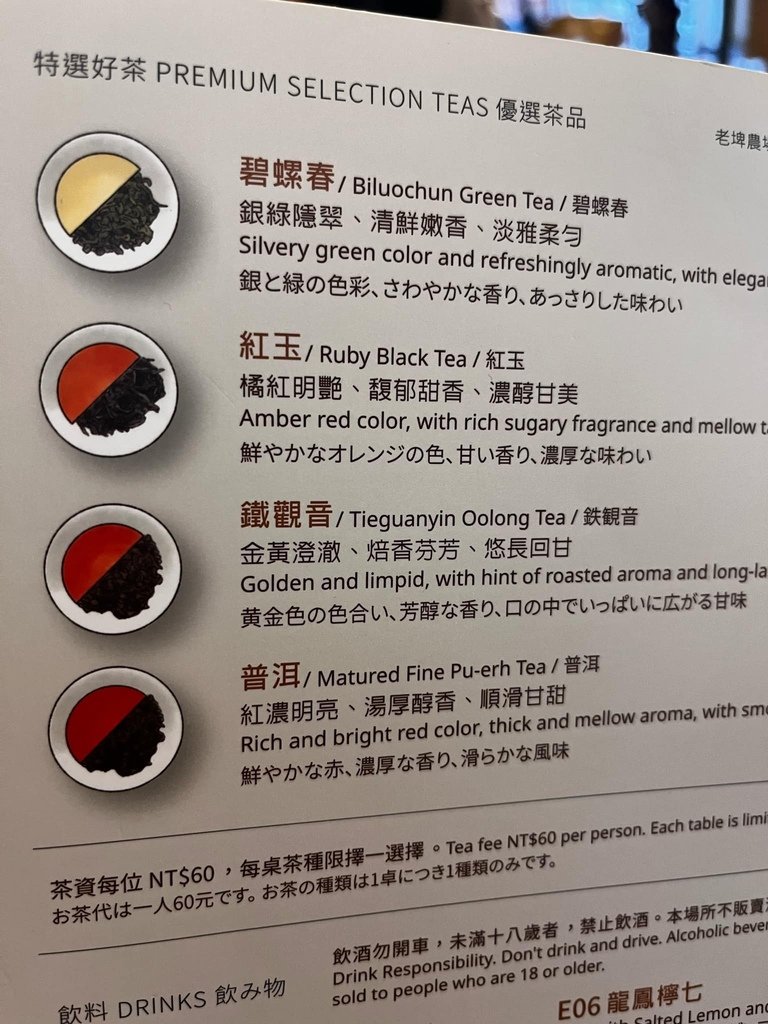 特選好茶 PREMIUM SELECTION TEAS 優選茶品
老埤農場
碧螺春 / Biluochun Green Tea / 碧螺春
銀綠隱翠、清鮮嫩香、淡雅柔勻
Silvery green color and refreshingly aromatic, with
銀と緑の色彩、さわやかな香り、あっさりした味わい
紅玉 / Ruby Black Tea / 紅玉
橘紅明艷、馥郁甜香、濃醇甘美
Amber red color, with rich sugary fragrance and mellow
鮮やかなオレンジの色、甘い香り、濃厚な味わい
鐵觀音 / Tieguanyin Oolong Tea / 鉄観音
金黃澄澈、焙香芬芳、悠長回甘
Golden and limpid, with hint of roasted aroma and
黄金色の色合い、芳醇な香り、口の中でいっぱいに広がる甘味
普洱 / Matured Fine Pu-erh Tea / 普洱
紅濃明亮、湯厚醇香、順滑甘甜
Rich and bright red color, thick and mellow aroma, with
鮮やかな赤、濃厚な香り、滑らかな風味
茶資每位 NT$60，每桌茶種限擇一選擇。Tea fee NT$60 per person. Each table is
お茶代は一人60元です。お茶の種類は1卓につき1種類のみです。
飲酒勿開車，未滿十八歲者，禁止飲酒。本場所不販賣
Drink Responsibility. Don't drink and drive. Alcoholic
sold to people who are 18 or older.
飲料 DRINKS 飲み物
E06 龍鳳檸七
with Salted Lemon and